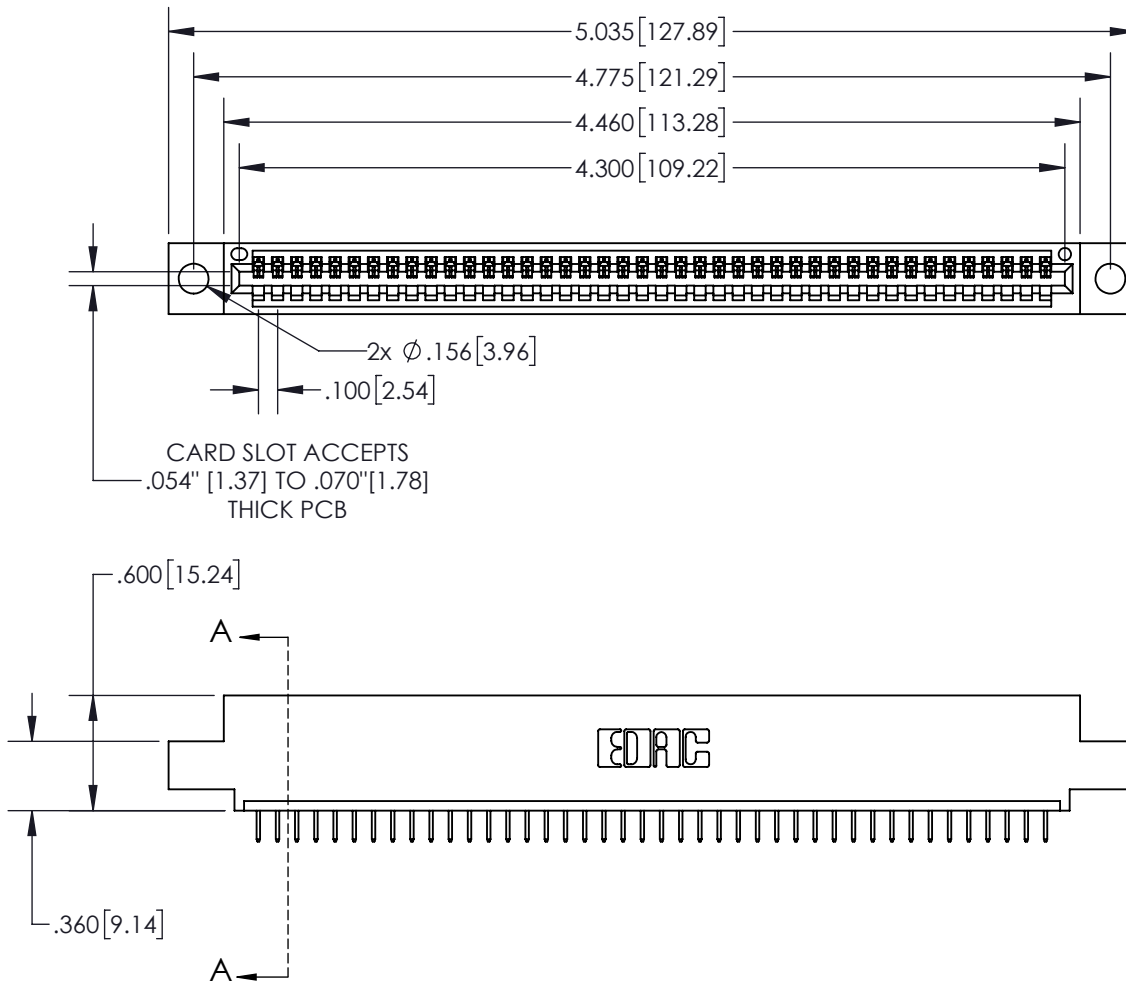 5.035[127.89]
4.775[121.29]
4.460[113.28]
4.300[109.22]
2x Ø.156[3.96]
.100[2.54]
CARD SLOT ACCEPTS
.054" [1.37] TO .070"[1.78]
THICK PCB
.600[15.24]
A
EDAC
.360[9.14]
A